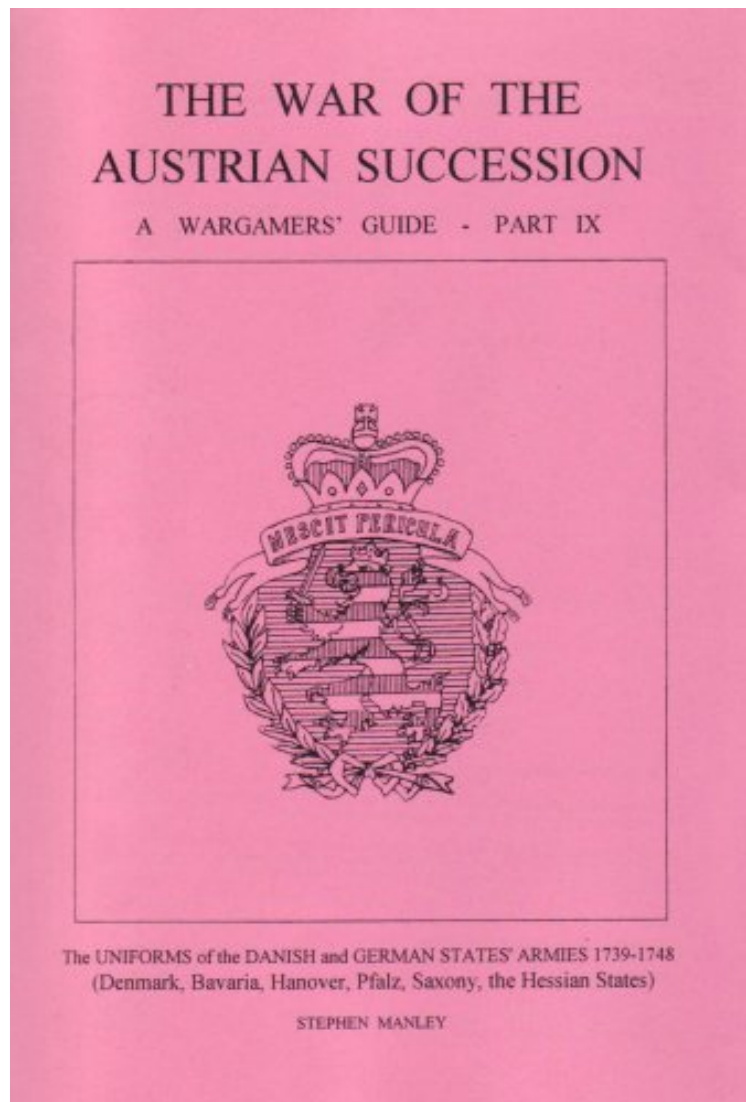 THE WAR OF THE
AUSTRIAN SUCCESSION
A WARGAMERS' GUIDE - PART IX
NESCIT PERICULA
The UNIFORMS of the DANISH and GERMAN STATES' ARMIES 1739-1748
(Denmark, Bavaria, Hanover, Pfalz, Saxony, the Hessian States)
STEPHEN MANLEY